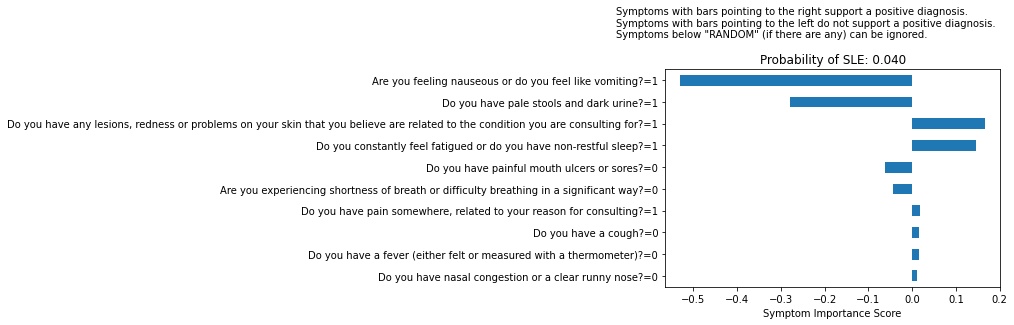 Symptoms with bars pointing to the right support a positive diagnosis.
Symptoms with bars pointing to the left do not support a positive diagnosis.
Symptoms below "RANDOM" (if there are any) can be ignored.
Probability of SLE: 0.040
Are you feeling nauseous or do you feel like vomiting?=1
Do you have pale stools and dark urine?=1
Do you have any lesions, redness or problems on your skin that you believe are related to the condition you are consulting for?=1
Do you constantly feel fatigued or do you have non-restful sleep?=1
Do you have painful mouth ulcers or sores?=0
Are you experiencing shortness of breath or difficulty breathing in a significant way?=0
Do you have pain somewhere, related to your reason for consulting?=1
Do you have a cough?=0
Do you have a fever (either felt or measured with a thermometer)?=0
Do you have nasal congestion or a clear runny nose?=0
−0.5 −0.4 −0.3 −0.2 −0.1 0.0 0.1 0.2
Symptom Importance Score